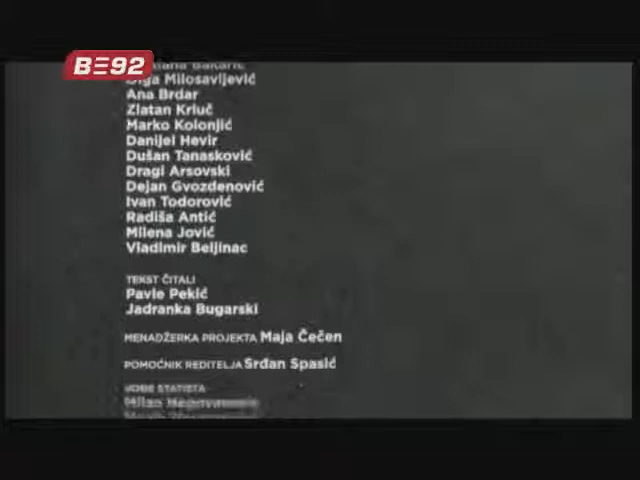 B92
Olga Milosavljević
Ana Brdar
Zlatan Krluč
Marko Kolonjić
Danijel Hevir
Dušan Tanasković
Dragi Arsovski
Dejan Gvozdenović
Ivan Todorović
Radiša Antić
Milena Jović
Vladimir Beljinac
TEKST ČITALI
Pavle Pekić
Jadranka Bugarski
MENADŽERKA PROJEKTA Maja Čečen
POMOĆNIK REDITELJA Srđan Spasić
STATISTA